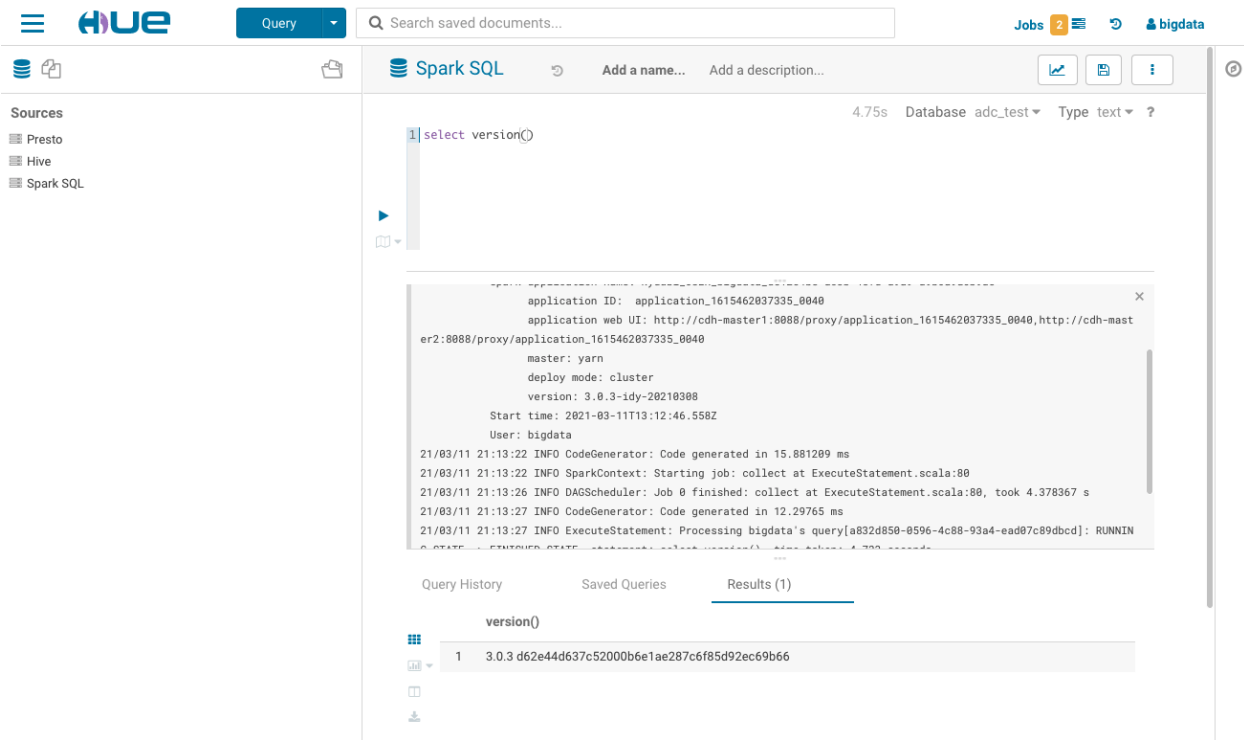 HUE
Query
Search saved documents...
Jobs 2
bigdata
Sources
Presto
Hive
Spark SQL
Spark SQL
Add a name...
Add a description...
4.75s Database adc_test Type text ?
1 select version()
application ID:  application_1615462037335_0040
application web UI: http://cdh-master1:8088/proxy/application_1615462037335_0040,http://cdh-mast
er2:8088/proxy/application_1615462037335_0040
master: yarn
deploy mode: cluster
version: 3.0.3-idy-20210308
Start time: 2021-03-11T13:12:46.558Z
User: bigdata
21/03/11 21:13:22 INFO CodeGenerator: Code generated in 15.881209 ms
21/03/11 21:13:22 INFO SparkContext: Starting job: collect at ExecuteStatement.scala:80
21/03/11 21:13:26 INFO DAGScheduler: Job 0 finished: collect at ExecuteStatement.scala:80, took 4.378367 s
21/03/11 21:13:27 INFO CodeGenerator: Code generated in 12.29765 ms
21/03/11 21:13:27 INFO ExecuteStatement: Processing bigdata's query[a832d850-0596-4c88-93a4-ead07c89dbcd]: RUNNIN
Query History
Saved Queries
Results (1)
version()
1 3.0.3 d62e44d637c52000b6e1ae287c6f85d92ec69b66